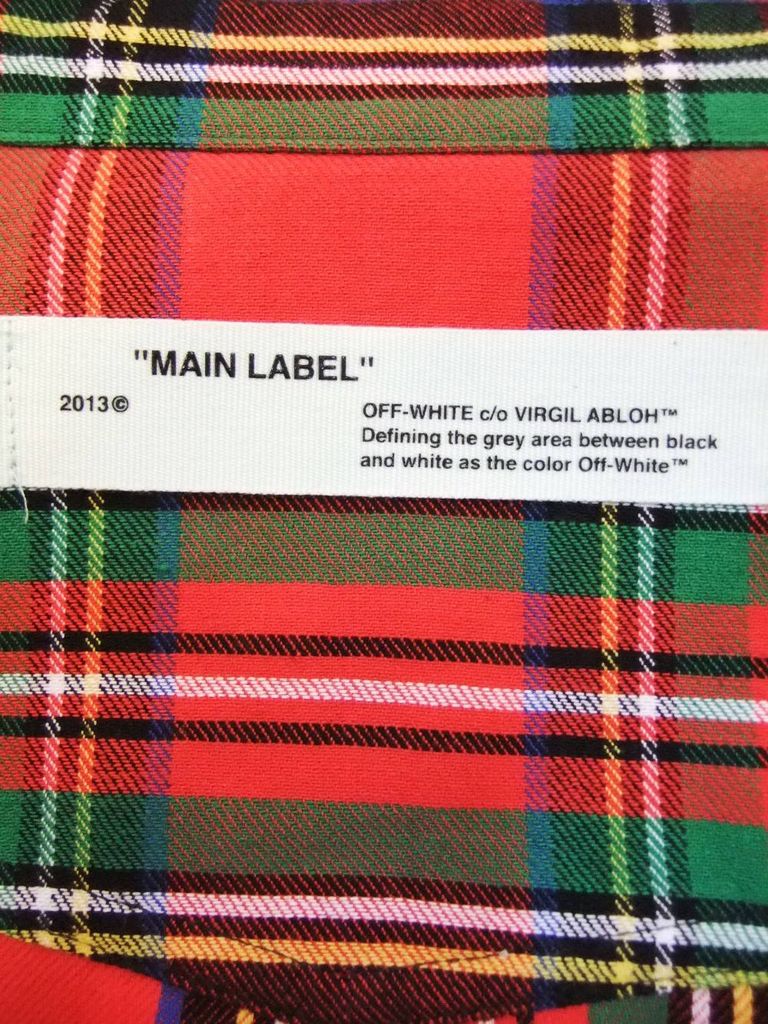 "MAIN LABEL"
2013©
OFF-WHITE c/o VIRGIL ABLOH™
Defining the grey area between black
and white as the color Off-White™